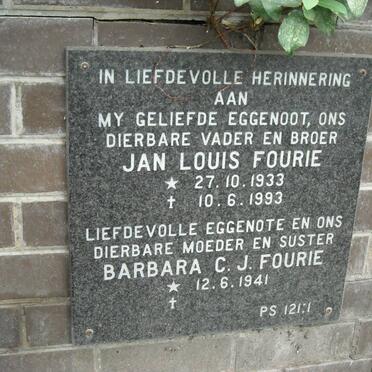 IN LIEFDEVOLLE HERINNERING
AAN
MY GELIEFDE EGGENOOT, ONS
DIERBARE VADER EN BROER
JAN LOUIS FOURIE
★ 27.10.1933
† 10.6.1993
LIEFDEVOLLE EGGENOTE EN ONS
DIERBARE MOEDER EN SUSTER
BARBARA C. J. FOURIE
★ 12.6.1941
†
PS 121:1